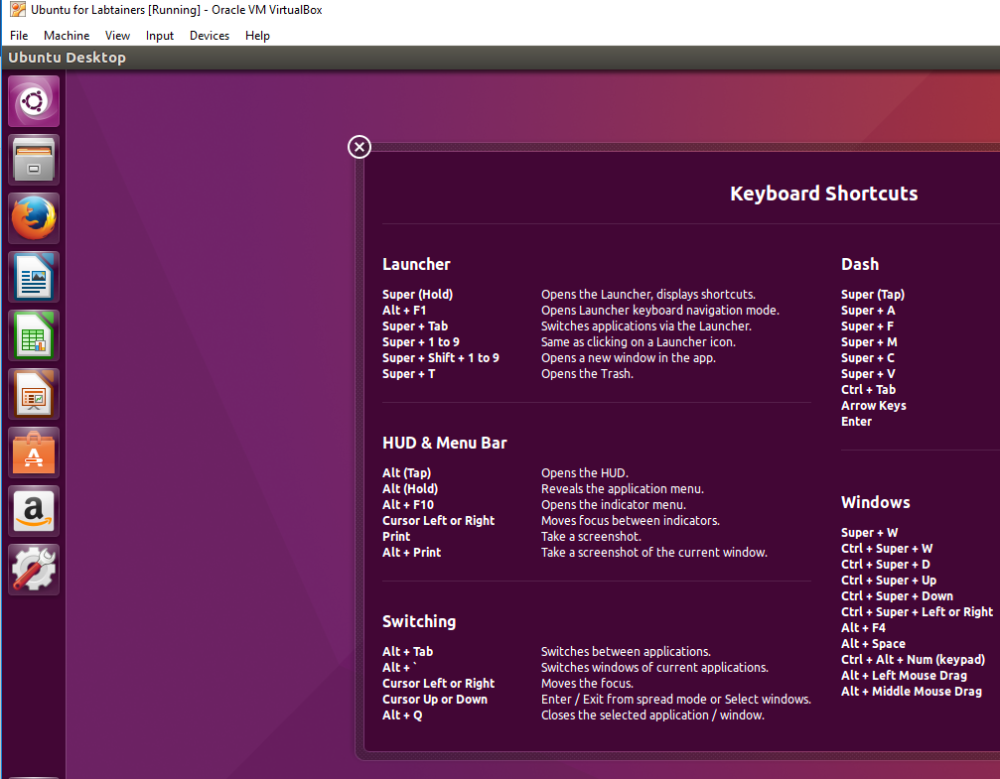 Ubuntu for Labtainers [Running] - Oracle VM VirtualBox
File Machine View Input Devices Help
Ubuntu Desktop
Keyboard Shortcuts
Launcher
Super (Hold) Opens the Launcher, displays shortcuts.
Alt + F1 Opens Launcher keyboard navigation mode.
Super + Tab Switches applications via the Launcher.
Super + 1 to 9 Same as clicking on a Launcher icon.
Super + Shift + 1 to 9 Opens a new window in the app.
Super + T Opens the Trash.
HUD & Menu Bar
Alt (Tap) Opens the HUD.
Alt (Hold) Reveals the application menu.
Alt + F10 Opens the indicator menu.
Cursor Left or Right Moves focus between indicators.
Print Take a screenshot.
Alt + Print Take a screenshot of the current window.
Switching
Alt + Tab Switches between applications.
Alt + ` Switches windows of current applications.
Cursor Left or Right Moves the focus.
Cursor Up or Down Enter / Exit from spread mode or Select windows.
Alt + Q Closes the selected application / window.
Dash
Super (Tap)
Super + A
Super + F
Super + M
Super + C
Super + V
Ctrl + Tab
Arrow Keys
Enter
Windows
Super + W
Ctrl + Super + W
Ctrl + Super + D
Ctrl + Super + Up
Ctrl + Super + Down
Ctrl + Super + Left or Right
Alt + F4
Alt + Space
Ctrl + Alt + Num (keypad)
Alt + Left Mouse Drag
Alt + Middle Mouse Drag